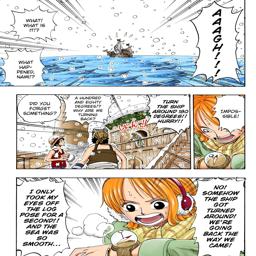 AAAGH!!!
WHAT?
WHAT IS
IT!?
WHAT
HAPPENED,
NAMI!?
IMPOS-
SIBLE!
TURN
THE SHIP
AROUND 180
DEGREES!!
HURRY!!
A HUNDRED
AND EIGHTY
DEGREES!?
WHY ARE WE
TURNING
BACK?
DID YOU
FORGET
SOMETHING?
NO!
SOMEHOW
THE SHIP
GOT
TURNED
AROUND!
WE'RE
GOING
BACK
THE WAY
WE CAME!
I ONLY
TOOK MY
EYES OFF
THE LOG
POSE FOR A
SECOND!!
AND THE
SEA WAS
SO
SMOOTH...